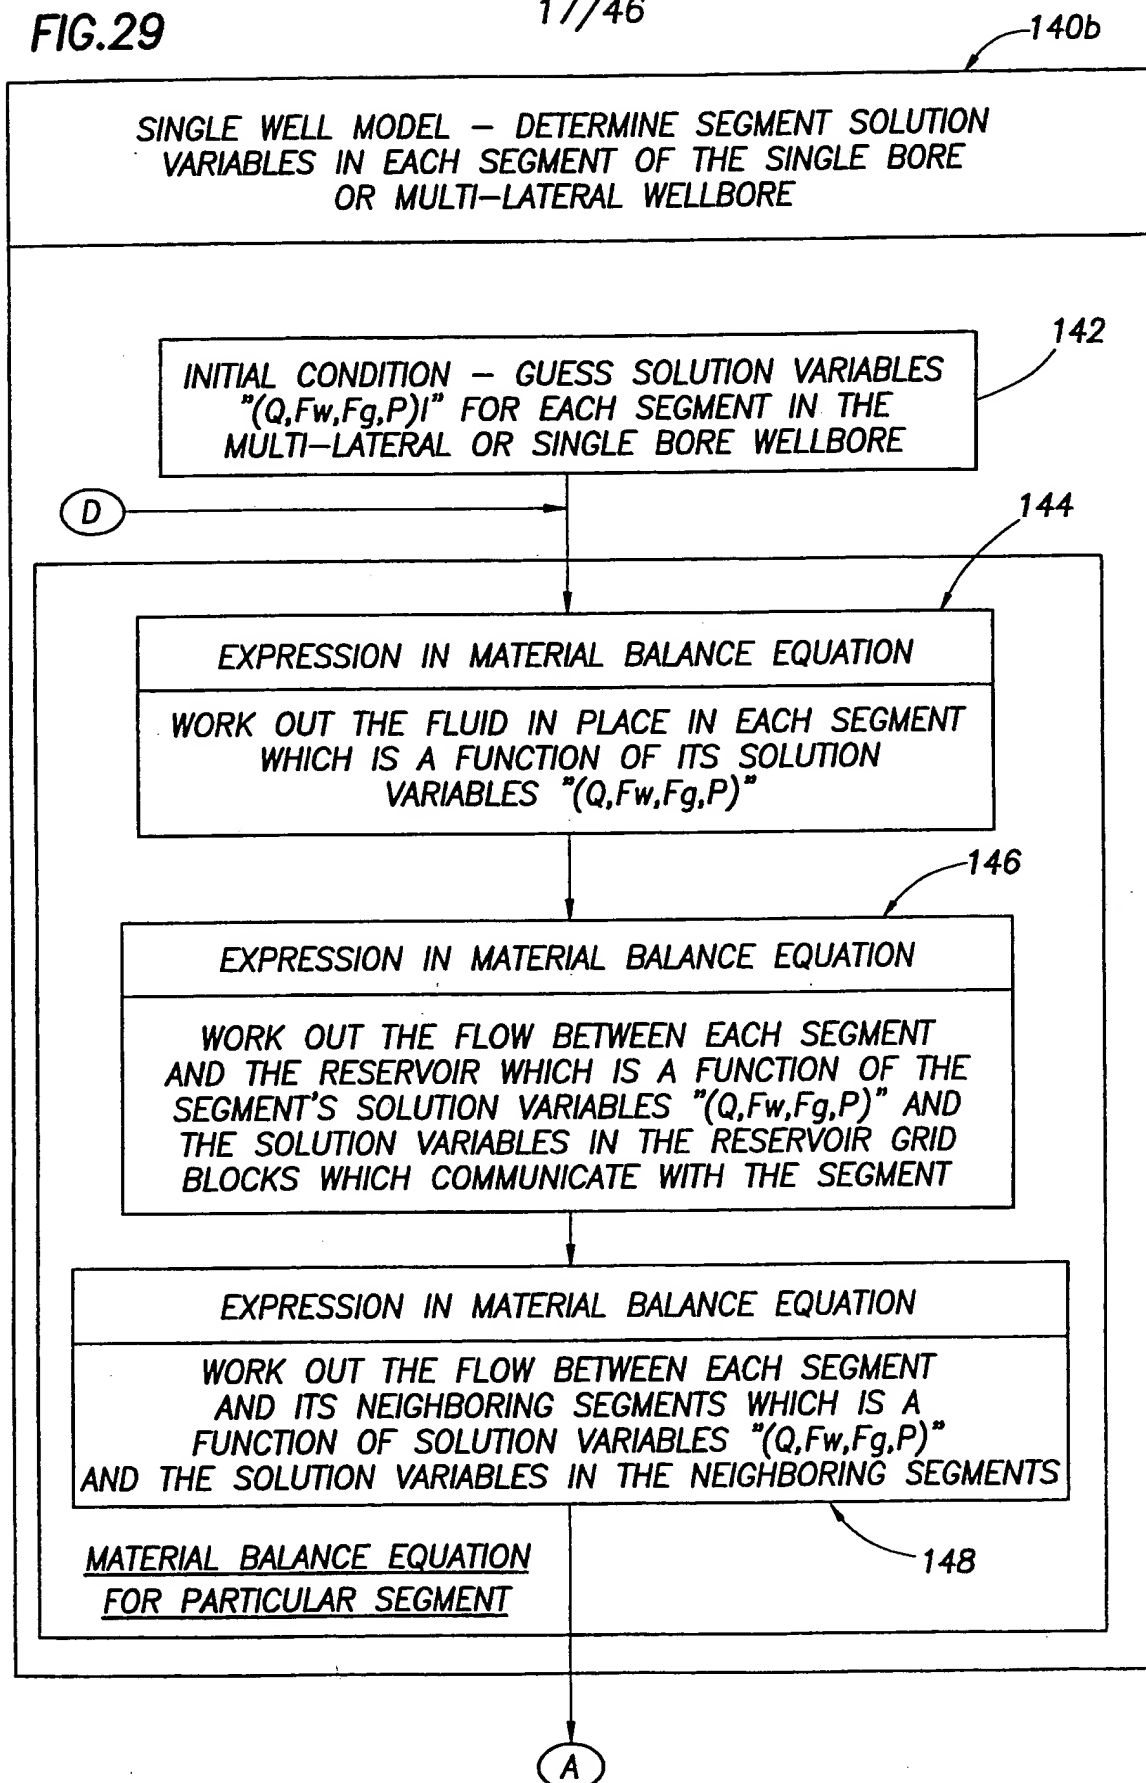 FIG.29
17/46
140b
SINGLE WELL MODEL – DETERMINE SEGMENT SOLUTION
VARIABLES IN EACH SEGMENT OF THE SINGLE BORE
OR MULTI–LATERAL WELLBORE
142
INITIAL CONDITION – GUESS SOLUTION VARIABLES
"(Q,Fw,Fg,P)I" FOR EACH SEGMENT IN THE
MULTI–LATERAL OR SINGLE BORE WELLBORE
D
144
EXPRESSION IN MATERIAL BALANCE EQUATION
WORK OUT THE FLUID IN PLACE IN EACH SEGMENT
WHICH IS A FUNCTION OF ITS SOLUTION
VARIABLES "(Q,Fw,Fg,P)"
146
EXPRESSION IN MATERIAL BALANCE EQUATION
WORK OUT THE FLOW BETWEEN EACH SEGMENT
AND THE RESERVOIR WHICH IS A FUNCTION OF THE
SEGMENT'S SOLUTION VARIABLES "(Q,Fw,Fg,P)" AND
THE SOLUTION VARIABLES IN THE RESERVOIR GRID
BLOCKS WHICH COMMUNICATE WITH THE SEGMENT
EXPRESSION IN MATERIAL BALANCE EQUATION
WORK OUT THE FLOW BETWEEN EACH SEGMENT
AND ITS NEIGHBORING SEGMENTS WHICH IS A
FUNCTION OF SOLUTION VARIABLES "(Q,Fw,Fg,P)"
AND THE SOLUTION VARIABLES IN THE NEIGHBORING SEGMENTS
148
MATERIAL BALANCE EQUATION
FOR PARTICULAR SEGMENT
A